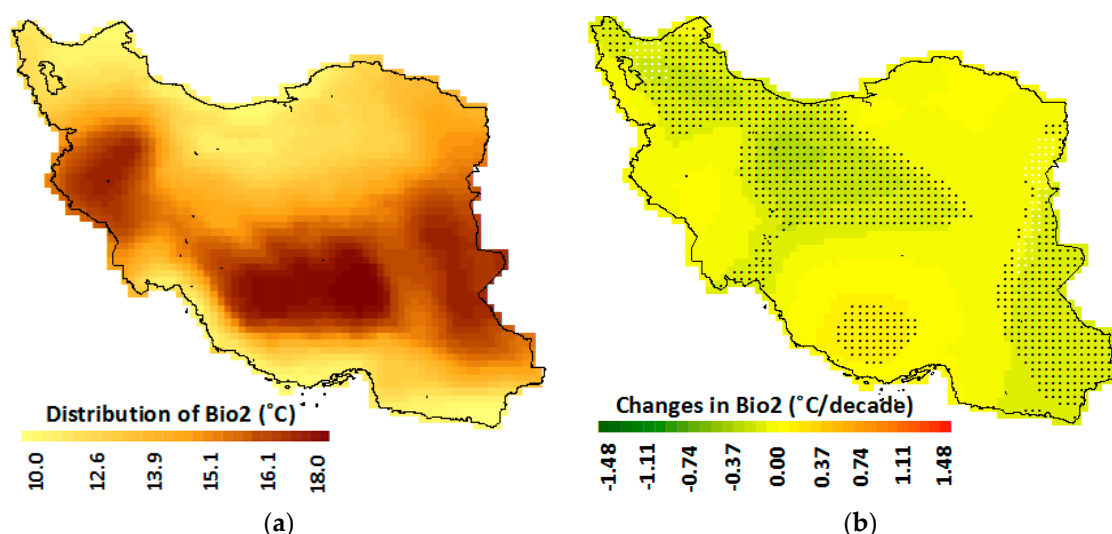 Distribution of Bio2 (˚C)
10.0 12.6 13.9 15.1 16.1 18.0
(a)
Changes in Bio2 (˚C/decade)
-1.48 -1.11 -0.74 -0.37 0.00 0.37 0.74 1.11 1.48
(b)